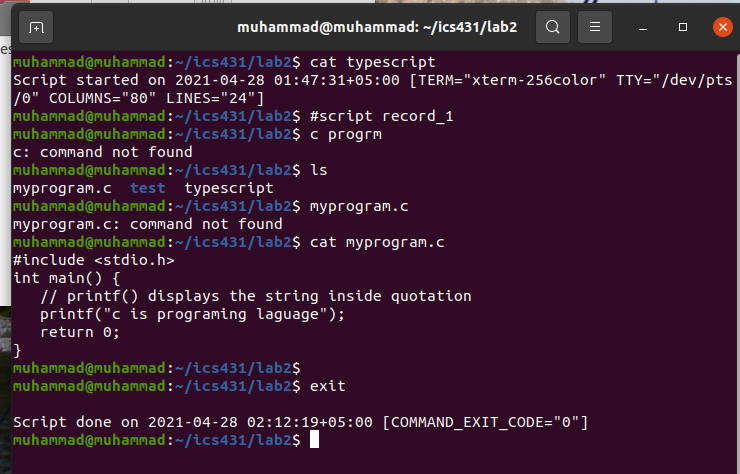 muhammad@muhammad: ~/ics431/lab2
es
muhammad@muhammad:~/ics431/lab2$ cat typescript
Script started on 2021-04-28 01:47:31+05:00 [TERM="xterm-256color" TTY="/dev/pts
/0" COLUMNS="80" LINES="24"]
muhammad@muhammad:~/ics431/lab2$ #script record_1
muhammad@muhammad:~/ics431/lab2$ c progrm
c: command not found
muhammad@muhammad:~/ics431/lab2$ ls
myprogram.c  test  typescript
muhammad@muhammad:~/ics431/lab2$ myprogram.c
myprogram.c: command not found
muhammad@muhammad:~/ics431/lab2$ cat myprogram.c
#include <stdio.h>
int main() {
   // printf() displays the string inside quotation
   printf("c is programing laguage");
   return 0;
}
muhammad@muhammad:~/ics431/lab2$
muhammad@muhammad:~/ics431/lab2$ exit
Script done on 2021-04-28 02:12:19+05:00 [COMMAND_EXIT_CODE="0"]
muhammad@muhammad:~/ics431/lab2$